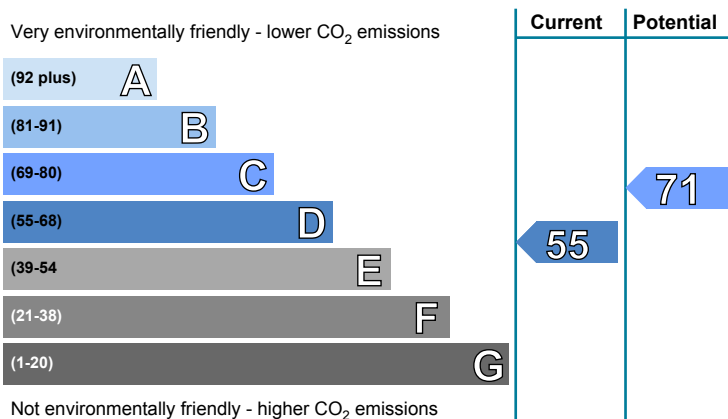 Very environmentally friendly - lower CO2 emissions
Current
Potential
(92 plus) A
(81-91) B
(69-80) C
71
(55-68) D
55
(39-54 E
(21-38) F
(1-20) G
Not environmentally friendly - higher CO2 emissions